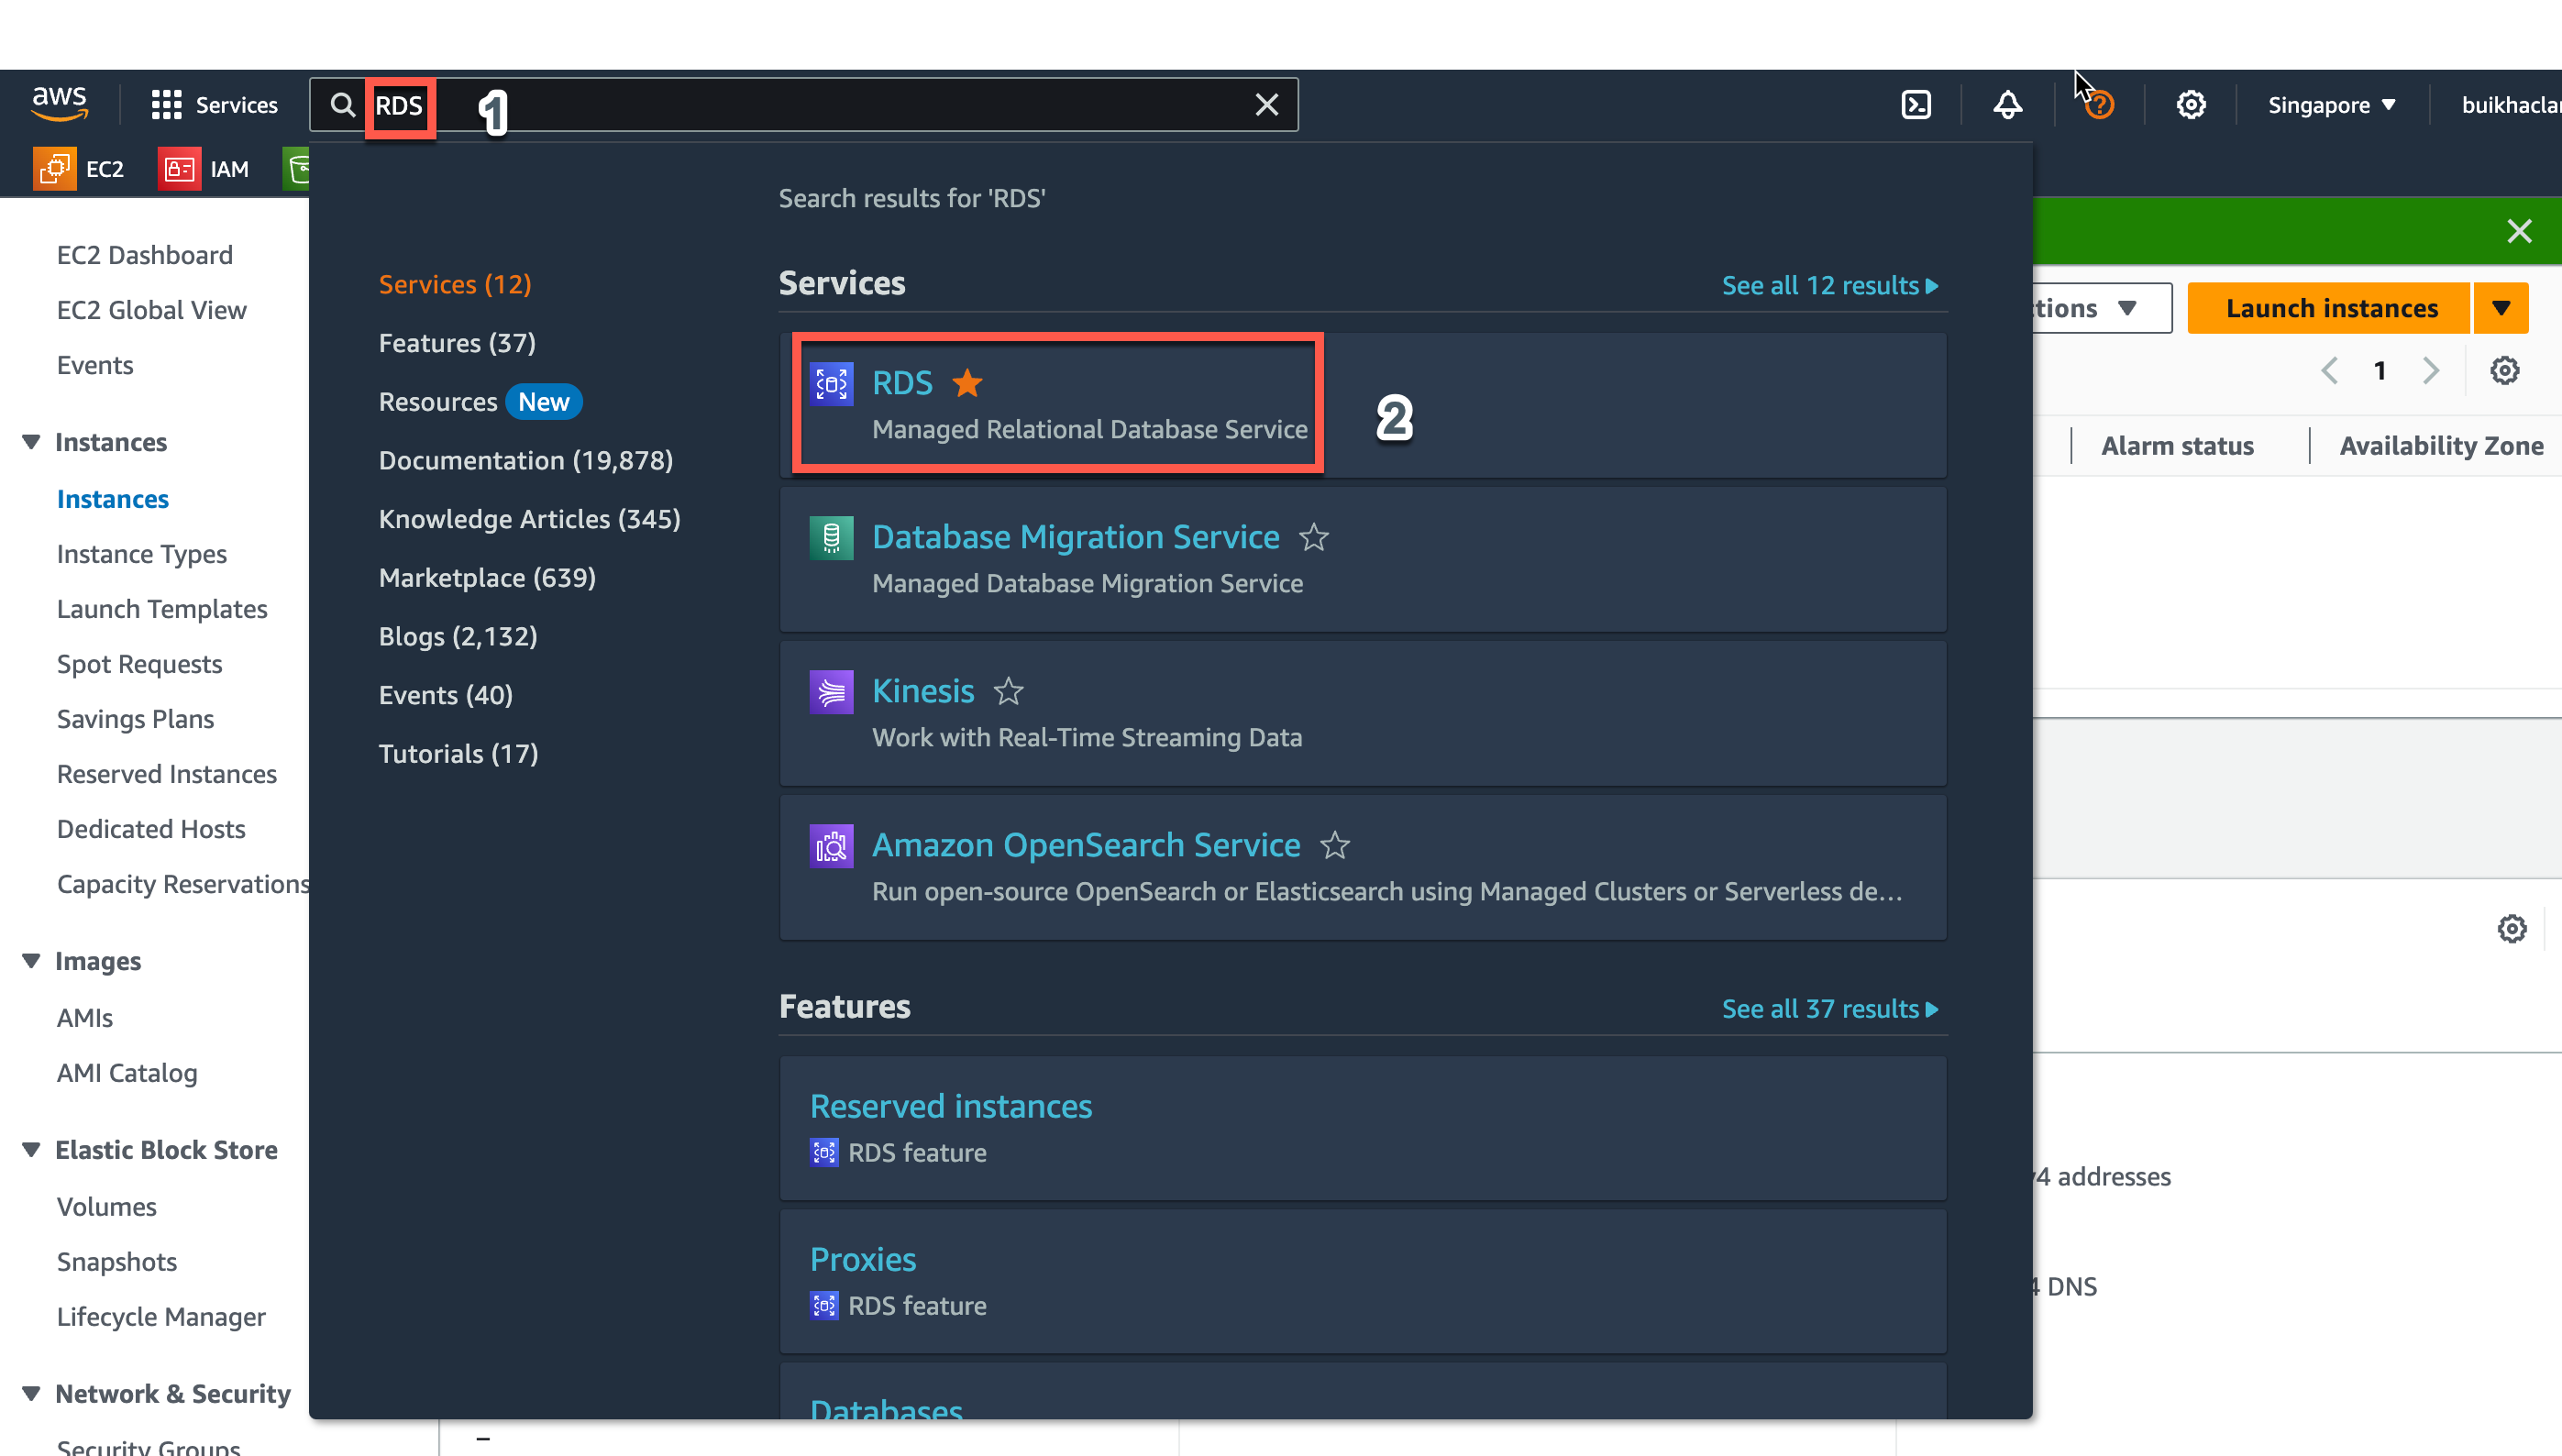 aws
Services
RDS
1
Singapore
buikhaclar
EC2
IAM
Search results for 'RDS'
EC2 Dashboard
EC2 Global View
Events
Instances
Instances
Instance Types
Launch Templates
Spot Requests
Savings Plans
Reserved Instances
Dedicated Hosts
Capacity Reservations
Images
AMIs
AMI Catalog
Elastic Block Store
Volumes
Snapshots
Lifecycle Manager
Network & Security
Security Groups
Services (12)
Features (37)
Resources New
Documentation (19,878)
Knowledge Articles (345)
Marketplace (639)
Blogs (2,132)
Events (40)
Tutorials (17)
Services
See all 12 results
RDS
Managed Relational Database Service
2
Database Migration Service
Managed Database Migration Service
Kinesis
Work with Real-Time Streaming Data
Amazon OpenSearch Service
Run open-source OpenSearch or Elasticsearch using Managed Clusters or Serverless de...
Features
See all 37 results
Reserved instances
RDS feature
Proxies
RDS feature
Databases
tions
Launch instances
1
Alarm status
Availability Zone
v4 addresses
4 DNS
–